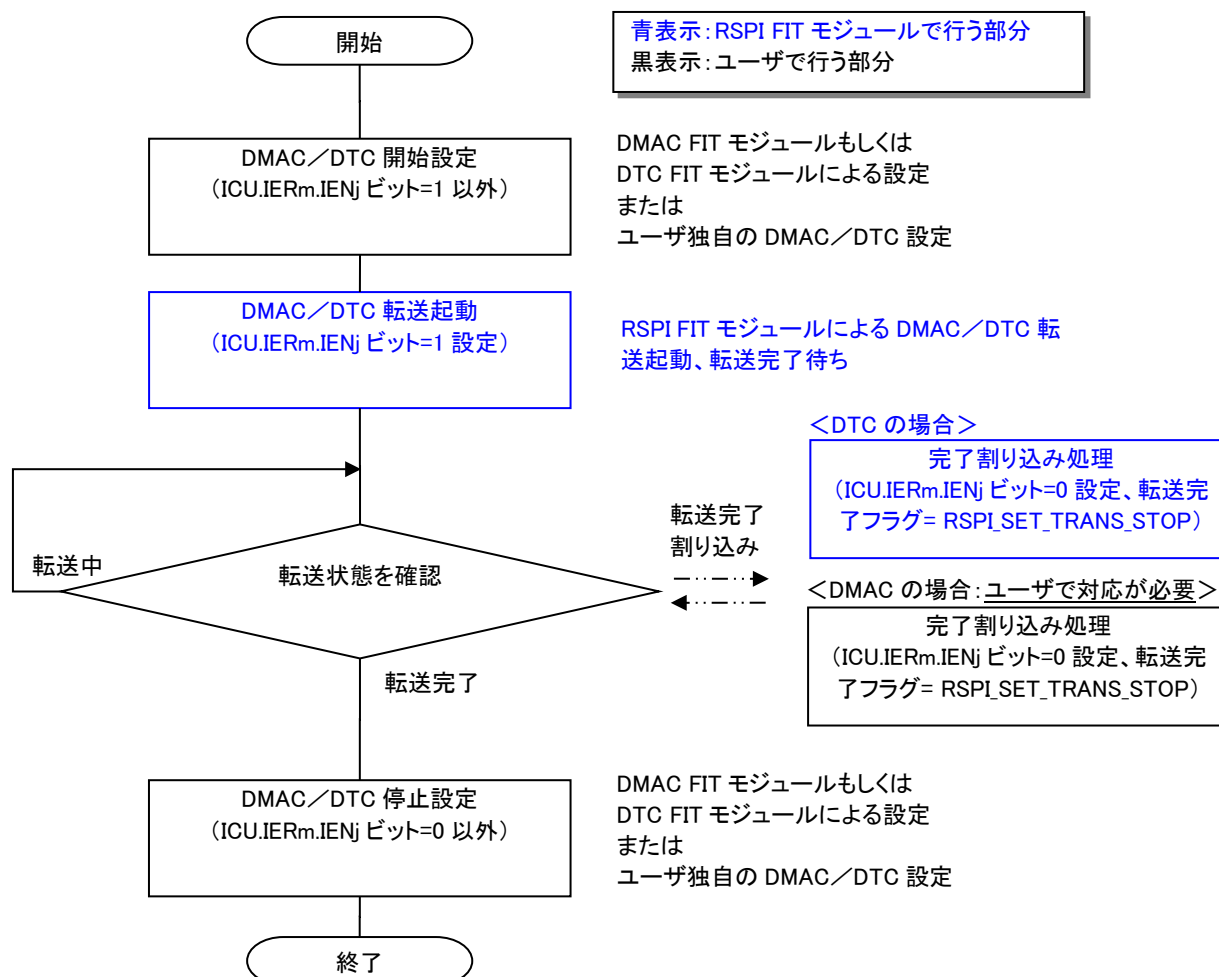 開始
青表示：RSPI FIT モジュールで行う部分
黒表示：ユーザで行う部分
DMAC／DTC 開始設定
（ICU.IERm.IENj ビット=1 以外）
DMAC FIT モジュールもしくは
DTC FIT モジュールによる設定
または
ユーザ独自の DMAC／DTC 設定
DMAC／DTC 転送起動
（ICU.IERm.IENj ビット=1 設定）
RSPI FIT モジュールによる DMAC／DTC 転
送起動、転送完了待ち
＜DTC の場合＞
完了割り込み処理
（ICU.IERm.IENj ビット=0 設定、転送完
了フラグ= RSPI_SET_TRANS_STOP）
転送完了
割り込み
転送中
転送状態を確認
＜DMAC の場合：ユーザで対応が必要＞
完了割り込み処理
（ICU.IERm.IENj ビット=0 設定、転送完
了フラグ= RSPI_SET_TRANS_STOP）
転送完了
DMAC／DTC 停止設定
（ICU.IERm.IENj ビット=0 以外）
DMAC FIT モジュールもしくは
DTC FIT モジュールによる設定
または
ユーザ独自の DMAC／DTC 設定
終了